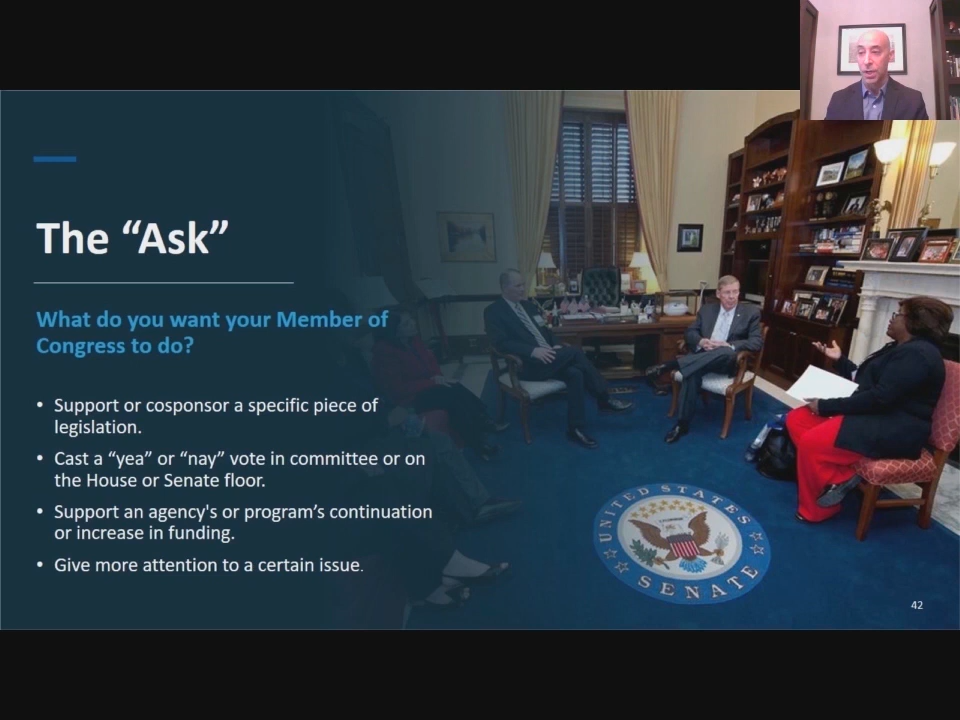 The “Ask”
What do you want your Member of
Congress to do?
• Support or cosponsor a specific piece of
legislation.
• Cast a “yea” or “nay” vote in committee or on
the House or Senate floor.
• Support an agency's or program’s continuation
or increase in funding.
• Give more attention to a certain issue.
UNITED STATES
SENATE
42